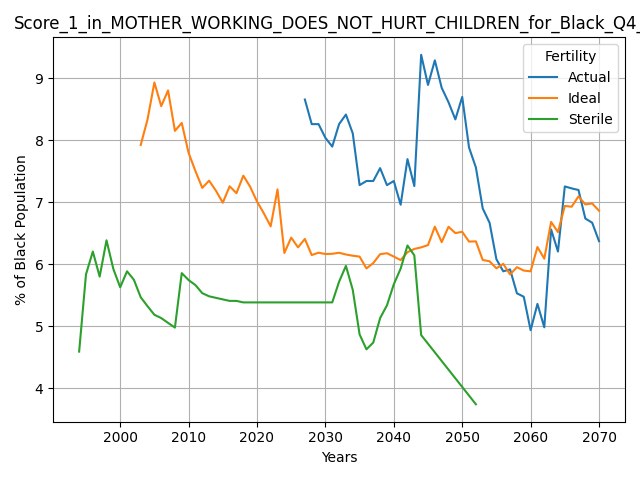 Score_1_in_MOTHER_WORKING_DOES_NOT_HURT_CHILDREN_for_Black_Q4_
Fertility
Actual
Ideal
Sterile
% of Black Population
9
8
7
6
5
4
2000 2010 2020 2030 2040 2050 2060 2070
Years